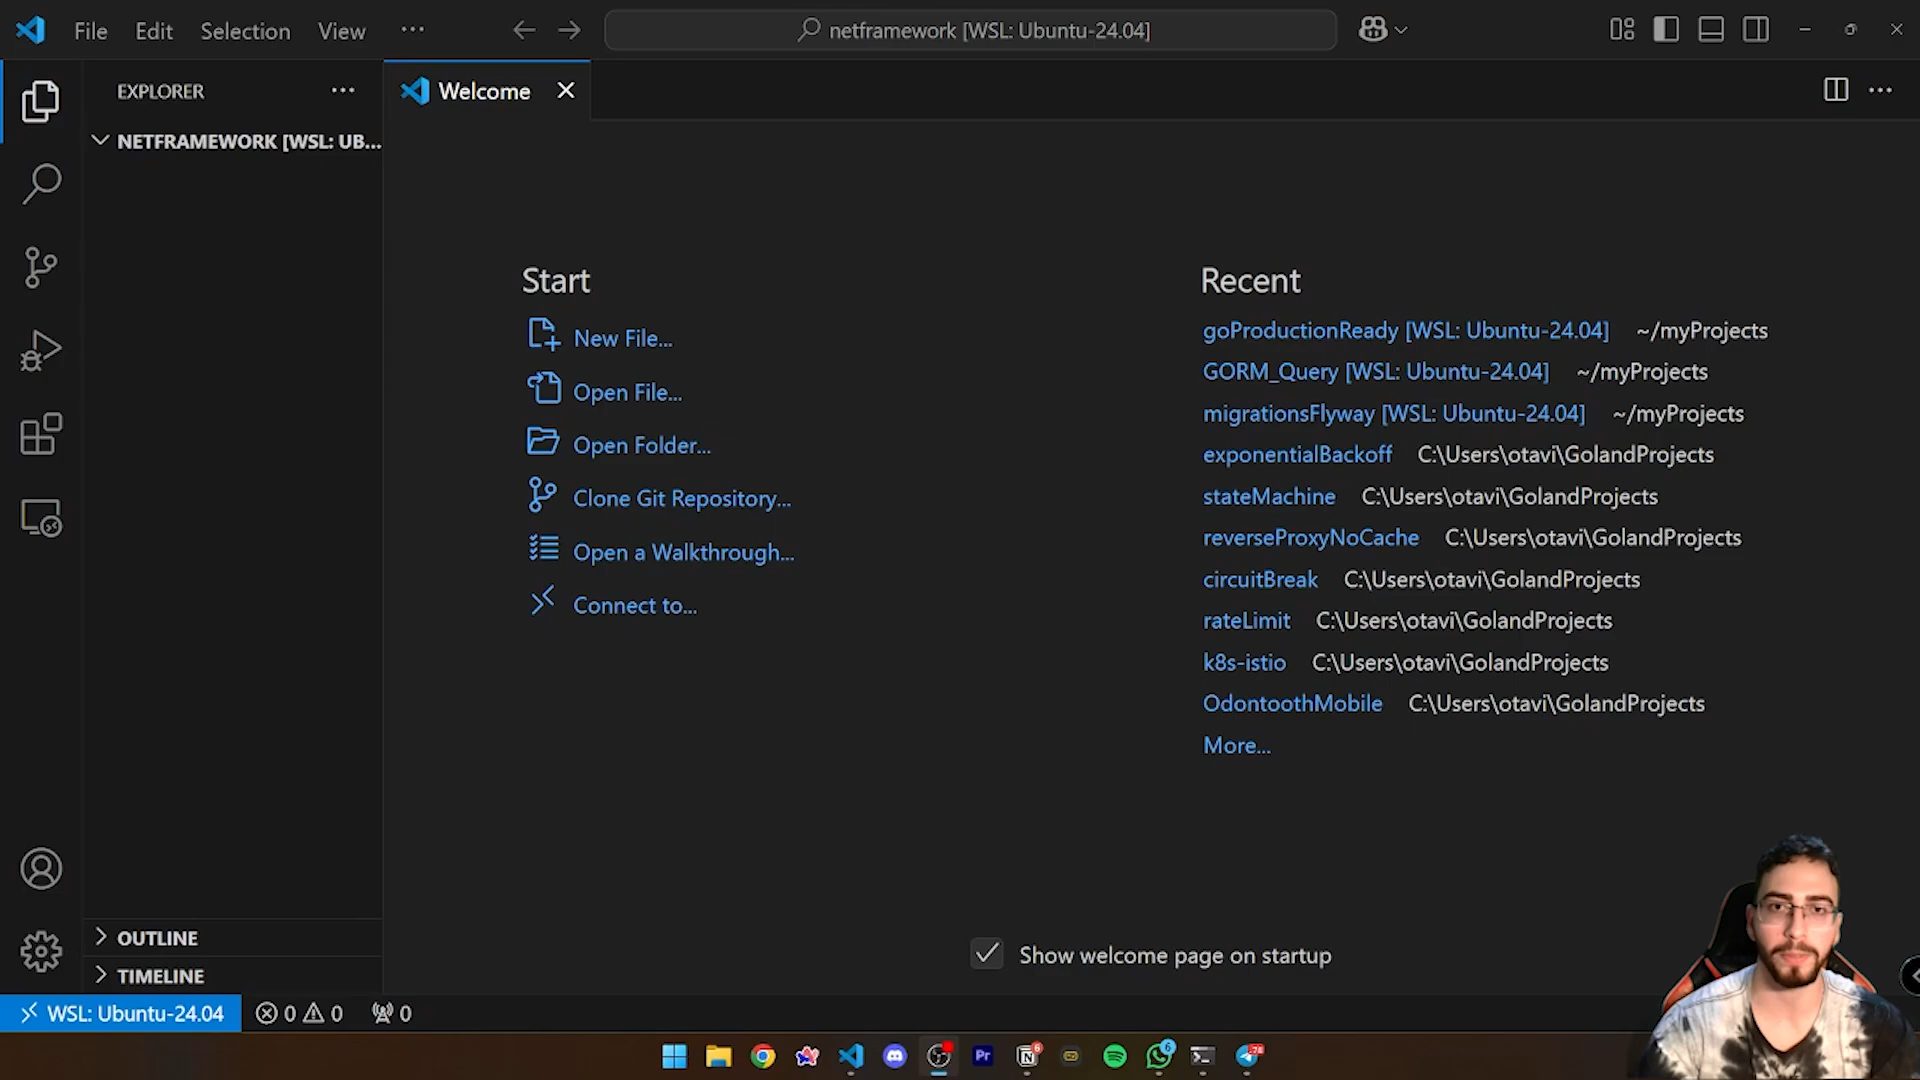 File Edit Selection View ···
netframework [WSL: Ubuntu-24.04]
EXPLORER
Welcome
NETFRAMEWORK [WSL: UB...
Start
New File...
Open File...
Open Folder...
Clone Git Repository...
Open a Walkthrough...
Connect to...
Recent
goProductionReady [WSL: Ubuntu-24.04] ~/myProjects
GORM_Query [WSL: Ubuntu-24.04] ~/myProjects
migrationsFlyway [WSL: Ubuntu-24.04] ~/myProjects
exponentialBackoff C:\Users\otavi\GolandProjects
stateMachine C:\Users\otavi\GolandProjects
reverseProxyNoCache C:\Users\otavi\GolandProjects
circuitBreak C:\Users\otavi\GolandProjects
rateLimit C:\Users\otavi\GolandProjects
k8s-istio C:\Users\otavi\GolandProjects
OdontoothMobile C:\Users\otavi\GolandProjects
More...
OUTLINE
TIMELINE
Show welcome page on startup
WSL: Ubuntu-24.04 0 0 0
Pr 6 6 78